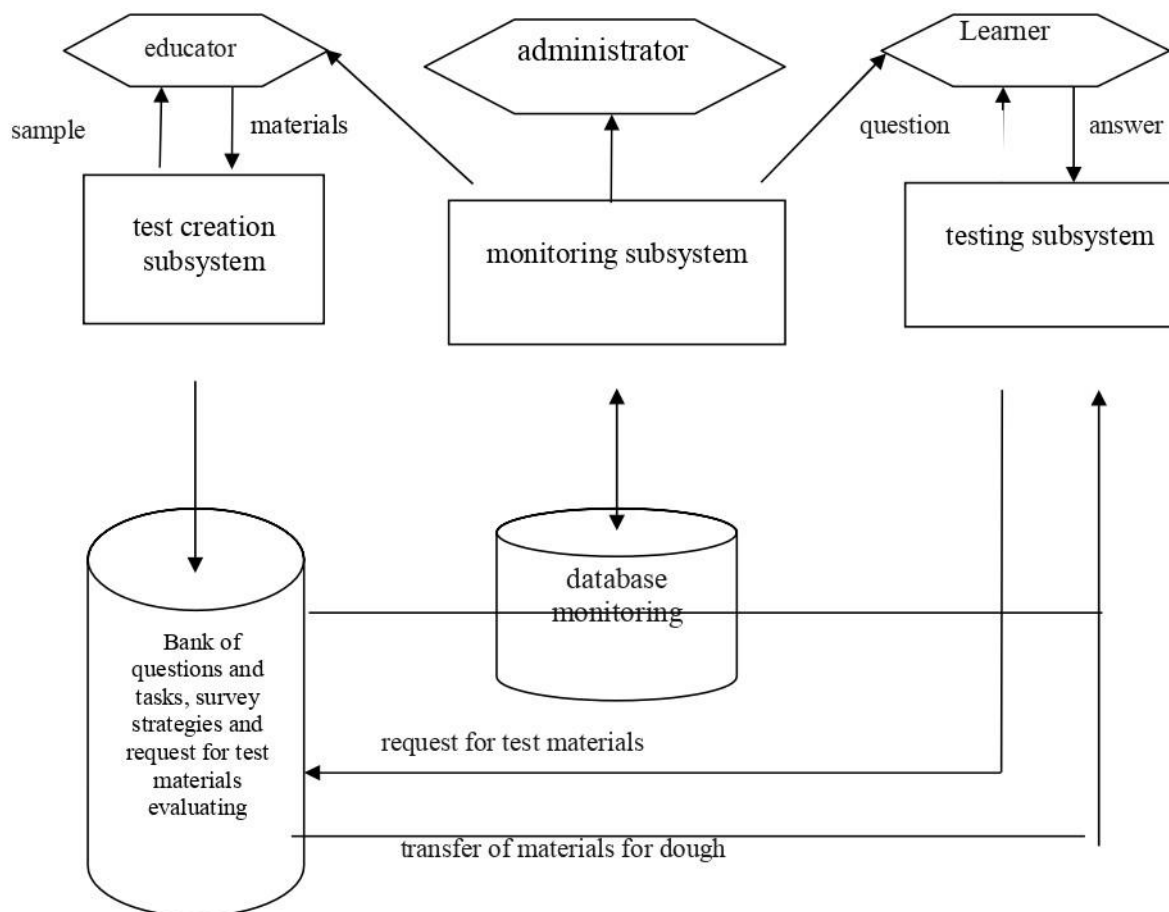 educator
administrator
Learner
sample
materials
question
answer
test creation
subsystem
monitoring subsystem
testing subsystem
database
monitoring
Bank of
questions and
tasks, survey
strategies and
request for test
materials
evaluating
request for test materials
transfer of materials for dough